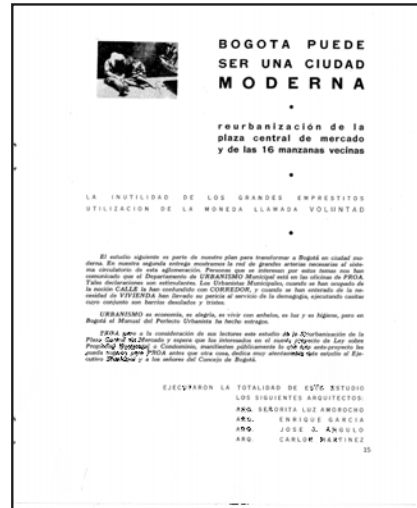 BOGOTA PUEDE
SER UNA CIUDAD
MODERNA
reurbanización de la
plaza central de mercado
y de las 16 manzanas vecinas
LA INUTILIDAD DE LOS GRANDES EMPRESTITOS
UTILIZACION DE LA MONEDA LLAMADA VOLUNTAD
El estudio siguiente es parte de nuestro plan para transformar a Bogotá en ciudad mo-
derna. En nuestra segunda entrega mostramos la red de grandes arterias necesarias al siste-
ma circulatorio de esta aglomeración. Personas que se interesan por estos temas nos han
comunicado que el Departamento de URBANISMO Municipal está en las oficinas de PROA.
Tales declaraciones son estimulantes. Los Urbanistas Municipales, cuando se han ocupado de
la noción CALLE la han confundido con CORREDOR, y cuando se han enterado de la ne-
cesidad de VIVIENDA han llevado su pericia al servicio de la demagogia, ejecutando casitas
cuyo conjunto son barrios desolados y tristes.
URBANISMO es economía, es alegría, es vivir con anhelos, es luz y es higiene, pero en
Bogotá el Manual del Perfecto Urbanista ha hecho estragos.
PROA pone a la consideración de sus lectores este estudio de la Reurbanización de la
Plaza Central de Mercado y espera que los interesados en el nuevo proyecto de Ley sobre
Propiedad Horizontal o Condominio, manifiesten públicamente lo que este ante-proyecto les
pueda sugerir pero PROA antes que otra cosa, dedica muy atentamente este estudio al Eje-
cutivo Municipal y a los señores del Concejo de Bogotá.
EJECUTARON LA TOTALIDAD DE ESTE ESTUDIO
LOS SIGUIENTES ARQUITECTOS:
ARQ. SEÑORITA LUZ AMOROCHO
ARQ. ENRIQUE GARCIA
ARQ. JOSE J. ANGULO
ARQ. CARLOS MARTINEZ
15